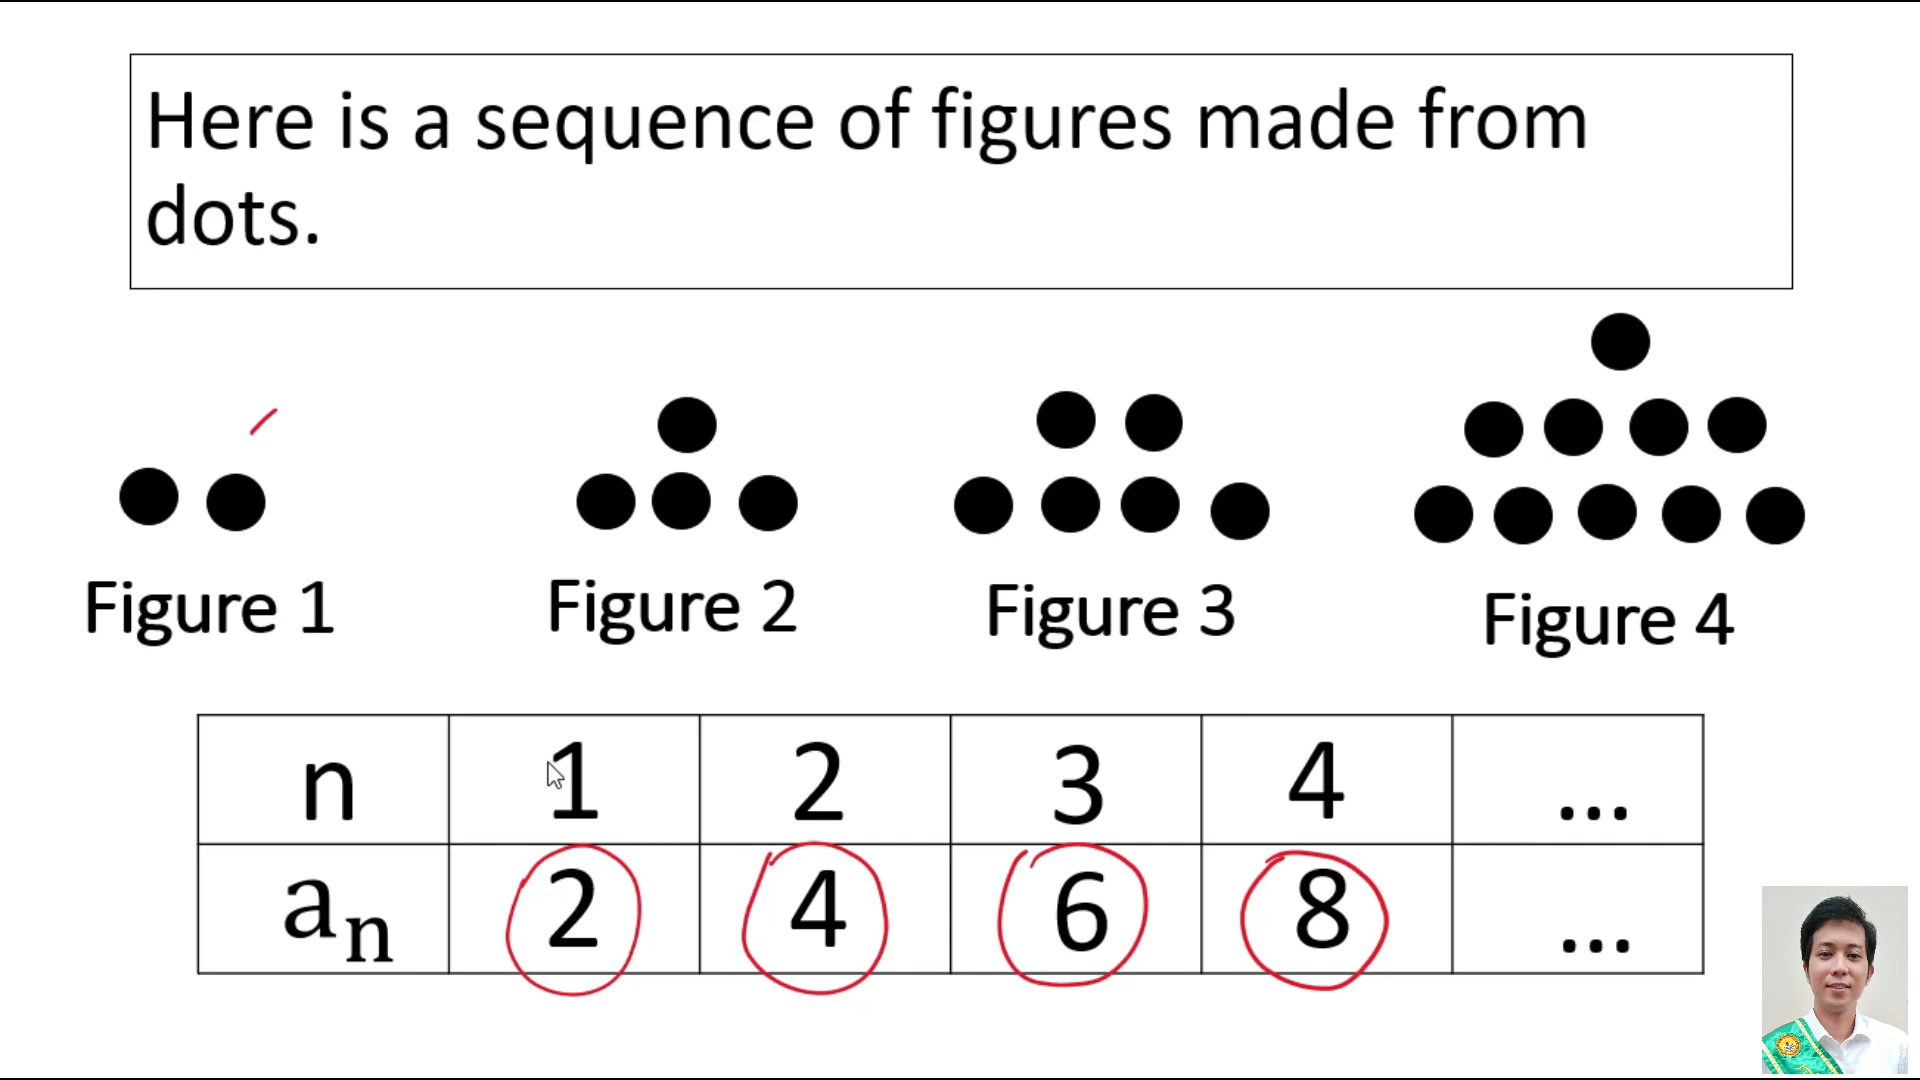 Here is a sequence of figures made from
dots.
Figure 1 Figure 2 Figure 3 Figure 4
n 1 2 3 4 ...
aₙ 2 4 6 8 ...